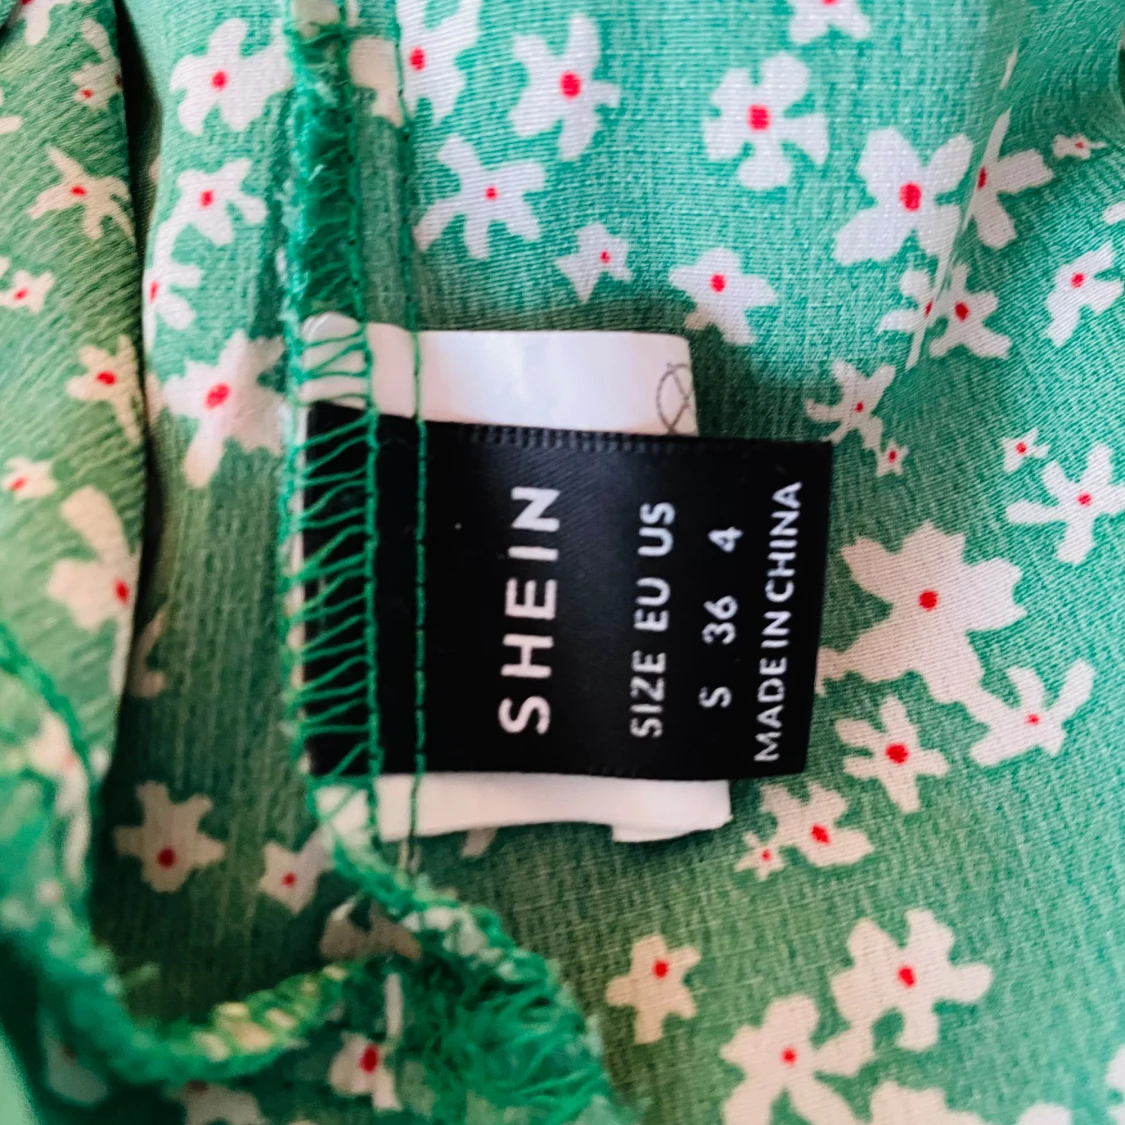 SHEIN
SIZE EU US
S 36 4
MADE IN CHINA